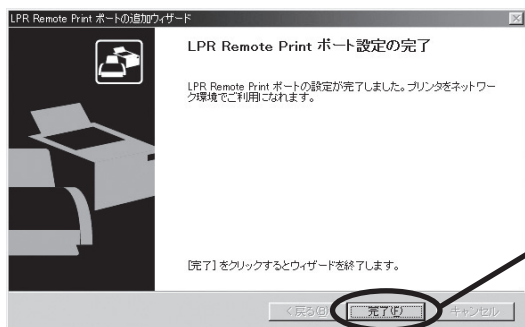 LPR Remote Print ポートの追加ウィザード
LPR Remote Print ポート設定の完了
LPR Remote Print ポートの設定が完了しました。プリンタをネットワー
ク環境でご利用になれます。
[完了] をクリックするとウィザードを終了します。
< 戻る(B)
完了(F)
キャンセル